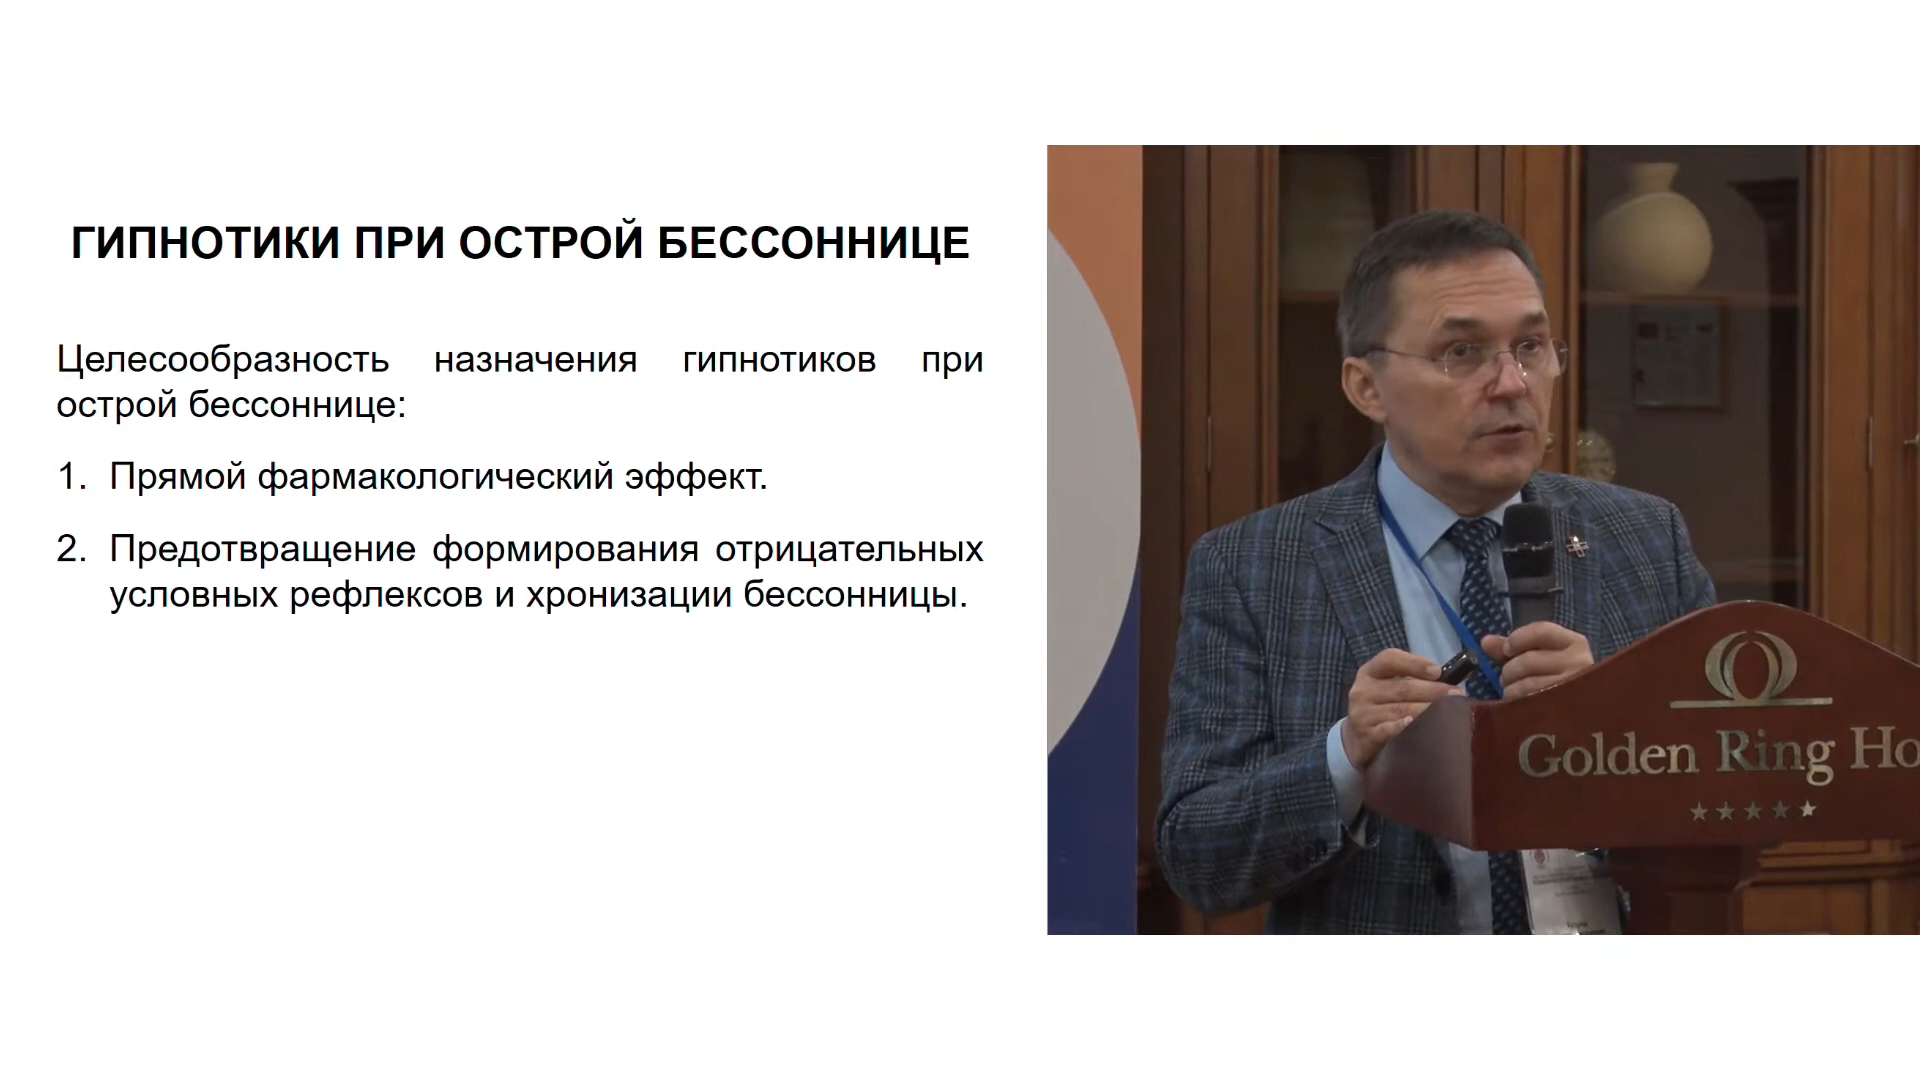 ГИПНОТИКИ ПРИ ОСТРОЙ БЕССОННИЦЕ
Целесообразность назначения гипнотиков при
острой бессоннице:
1. Прямой фармакологический эффект.
2. Предотвращение формирования отрицательных
условных рефлексов и хронизации бессонницы.
Golden Ring Ho